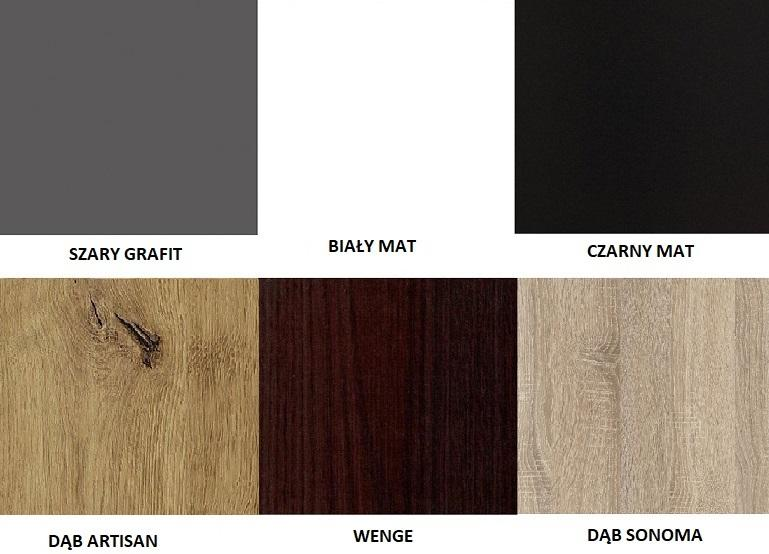 SZARY GRAFIT
BIAŁY MAT
CZARNY MAT
DĄB ARTISAN
WENGE
DĄB SONOMA